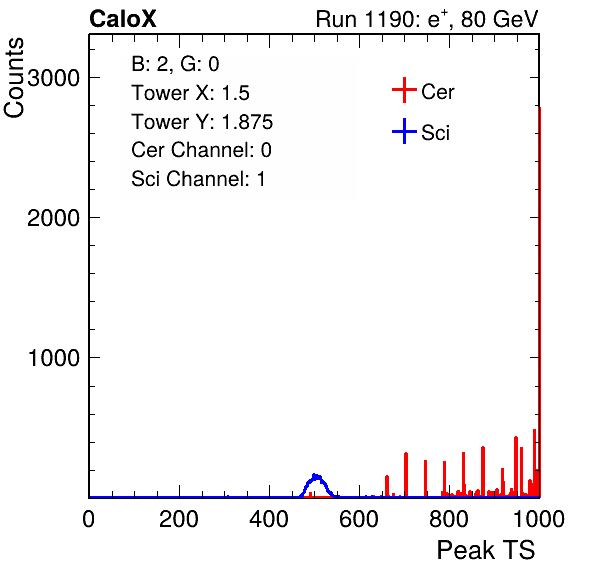 CaloX Run 1190: e⁺, 80 GeV
Counts
B: 2, G: 0
Tower X: 1.5
Tower Y: 1.875
Cer Channel: 0
Sci Channel: 1
Cer
Sci
3000
2000
1000
0 200 400 600 800 1000
Peak TS